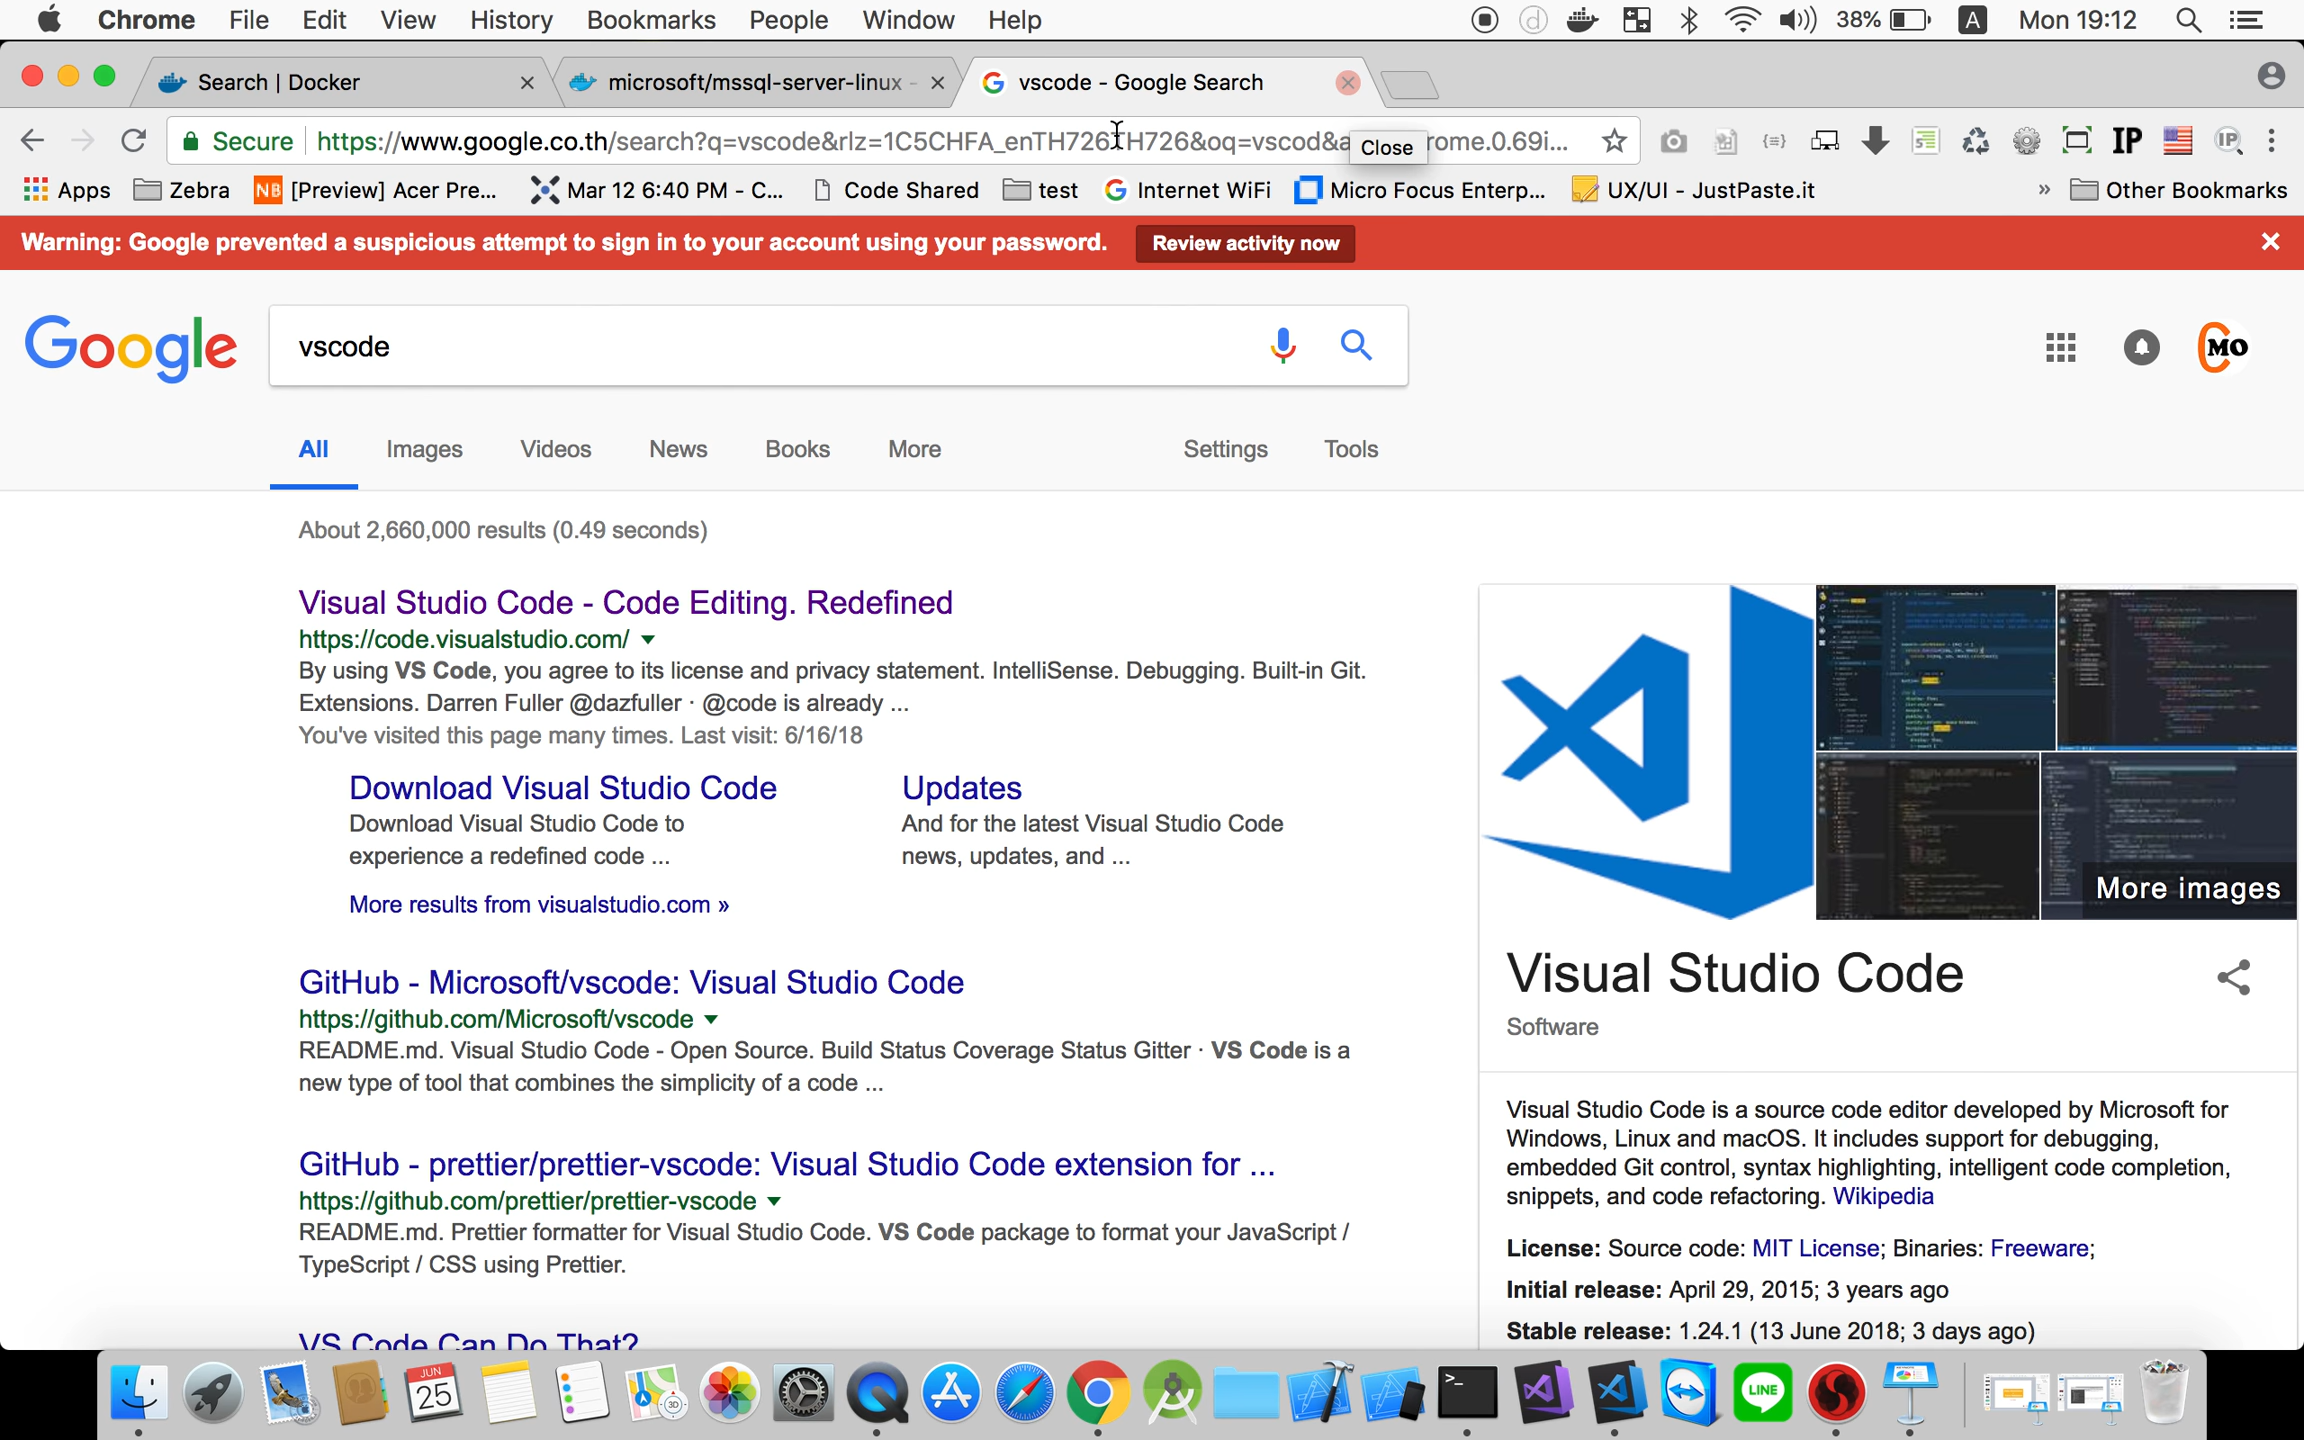 Chrome File Edit View History Bookmarks People Window Help 38% A Mon 19:12
Search | Docker microsoft/mssql-server-linux - vscode - Google Search
Secure https://www.google.co.th/search?q=vscode&rlz=1C5CHFA_enTH726TH726&oq=vscod&a rome.0.69i... IP
Close
Apps Zebra NB [Preview] Acer Pre... Mar 12 6:40 PM - C... Code Shared test Internet WiFi Micro Focus Enterp... UX/UI - JustPaste.it » Other Bookmarks
Warning: Google prevented a suspicious attempt to sign in to your account using your password. Review activity now
Google vscode CMO
All Images Videos News Books More Settings Tools
About 2,660,000 results (0.49 seconds)
Visual Studio Code - Code Editing. Redefined
https://code.visualstudio.com/
By using VS Code, you agree to its license and privacy statement. IntelliSense. Debugging. Built-in Git.
Extensions. Darren Fuller @dazfuller · @code is already ...
You've visited this page many times. Last visit: 6/16/18
Download Visual Studio Code
Download Visual Studio Code to
experience a redefined code ...
Updates
And for the latest Visual Studio Code
news, updates, and ...
More results from visualstudio.com »
GitHub - Microsoft/vscode: Visual Studio Code
https://github.com/Microsoft/vscode
README.md. Visual Studio Code - Open Source. Build Status Coverage Status Gitter · VS Code is a
new type of tool that combines the simplicity of a code ...
GitHub - prettier/prettier-vscode: Visual Studio Code extension for ...
https://github.com/prettier/prettier-vscode
README.md. Prettier formatter for Visual Studio Code. VS Code package to format your JavaScript /
TypeScript / CSS using Prettier.
VS Code Can Do That?
More images
Visual Studio Code
Software
Visual Studio Code is a source code editor developed by Microsoft for
Windows, Linux and macOS. It includes support for debugging,
embedded Git control, syntax highlighting, intelligent code completion,
snippets, and code refactoring. Wikipedia
License: Source code: MIT License; Binaries: Freeware;
Initial release: April 29, 2015; 3 years ago
Stable release: 1.24.1 (13 June 2018; 3 days ago)
JUN
25
3D
LINE